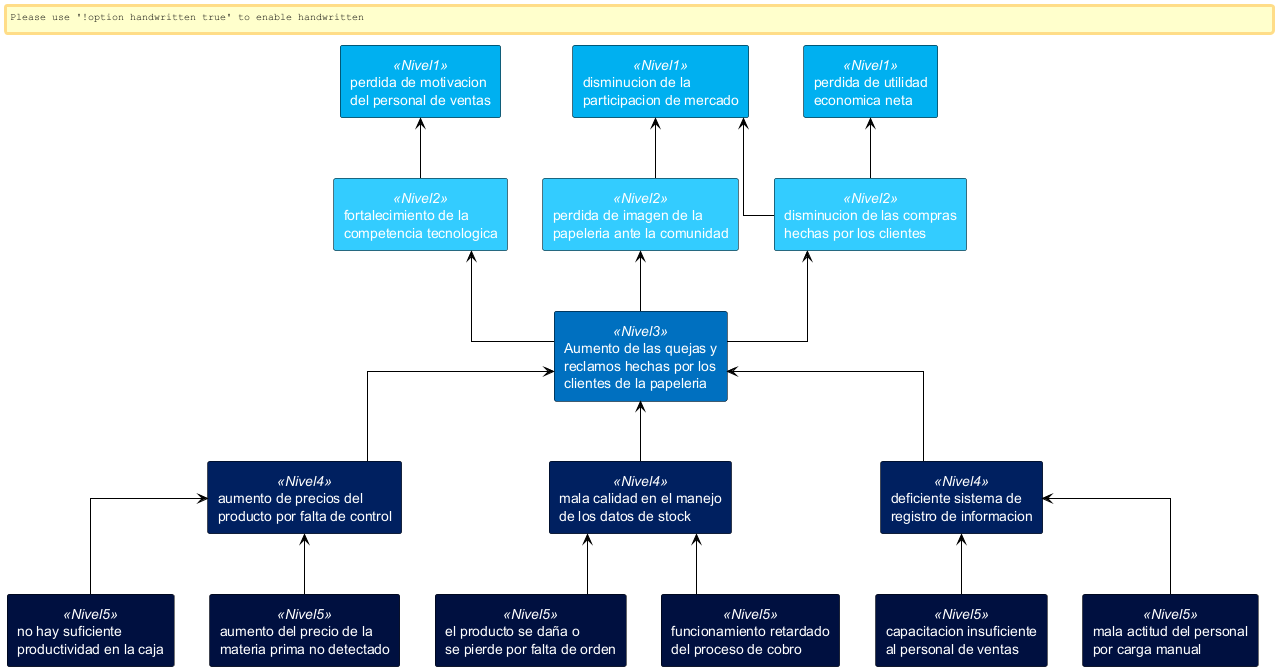 Please use '!option handwritten true' to enable handwritten
«Nivel1»
perdida de motivacion
del personal de ventas
«Nivel1»
disminucion de la
participacion de mercado
«Nivel1»
perdida de utilidad
economica neta
«Nivel2»
fortalecimiento de la
competencia tecnologica
«Nivel2»
perdida de imagen de la
papeleria ante la comunidad
«Nivel2»
disminucion de las compras
hechas por los clientes
«Nivel3»
Aumento de las quejas y
reclamos hechas por los
clientes de la papeleria
«Nivel4»
aumento de precios del
producto por falta de control
«Nivel4»
mala calidad en el manejo
de los datos de stock
«Nivel4»
deficiente sistema de
registro de informacion
«Nivel5»
no hay suficiente
productividad en la caja
«Nivel5»
aumento del precio de la
materia prima no detectado
«Nivel5»
el producto se daña o
se pierde por falta de orden
«Nivel5»
funcionamiento retardado
del proceso de cobro
«Nivel5»
capacitacion insuficiente
al personal de ventas
«Nivel5»
mala actitud del personal
por carga manual